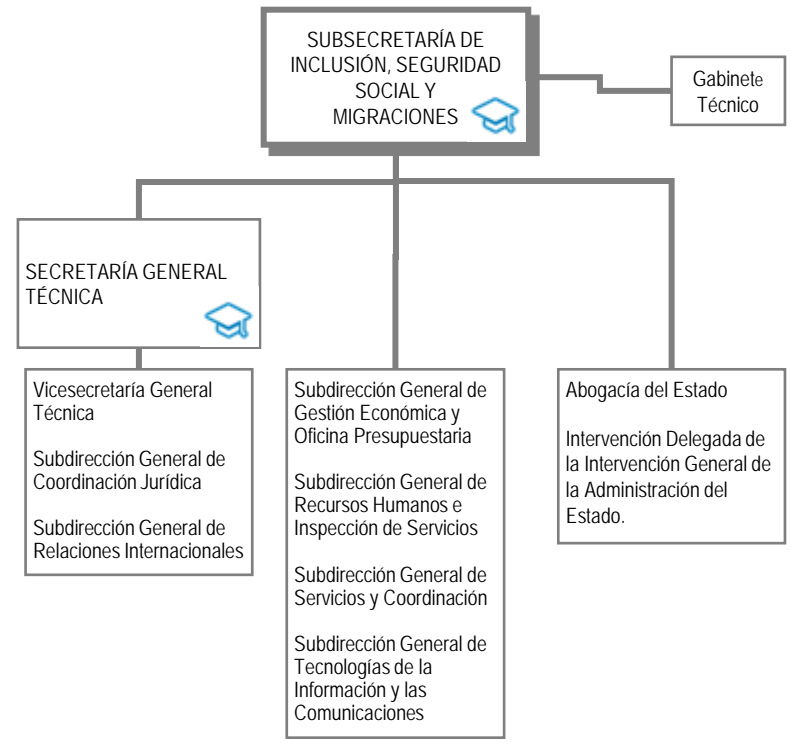 SUBSECRETARÍA DE
INCLUSIÓN, SEGURIDAD
SOCIAL Y
MIGRACIONES
Gabinete
Técnico
SECRETARÍA GENERAL
TÉCNICA
Vicesecretaría General
Técnica
Subdirección General de
Coordinación Jurídica
Subdirección General de
Relaciones Internacionales
Subdirección General de
Gestión Económica y
Oficina Presupuestaria
Subdirección General de
Recursos Humanos e
Inspección de Servicios
Subdirección General de
Servicios y Coordinación
Subdirección General de
Tecnologías de la
Información y las
Comunicaciones
Abogacía del Estado
Intervención Delegada de
la Intervención General de
la Administración del
Estado.